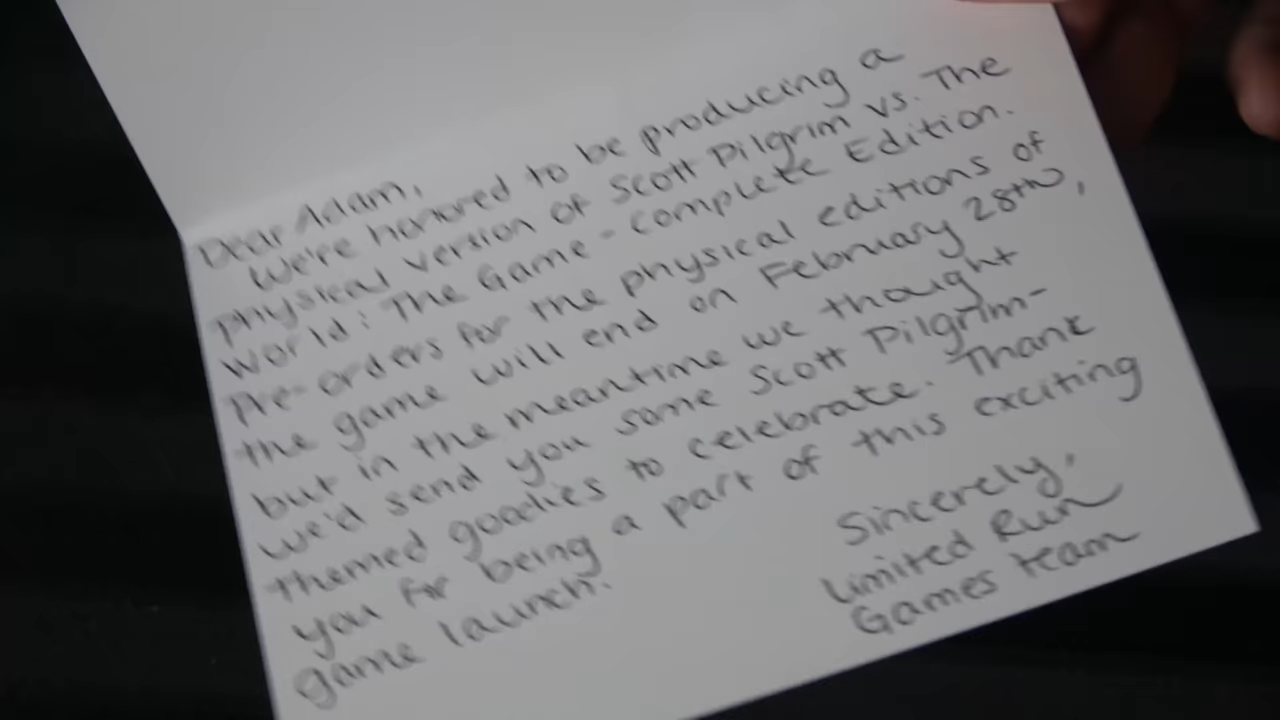 Dear Adam,
We're honored to be producing a
physical version of Scott Pilgrim vs. The
World: The Game - Complete Edition.
Pre-orders for the physical editions of
the game will end on February 28th,
but in the meantime we thought
we'd send you some Scott Pilgrim-
themed goodies to celebrate. Thank
you for being a part of this exciting
game launch.
Sincerely,
Limited Run
Games team